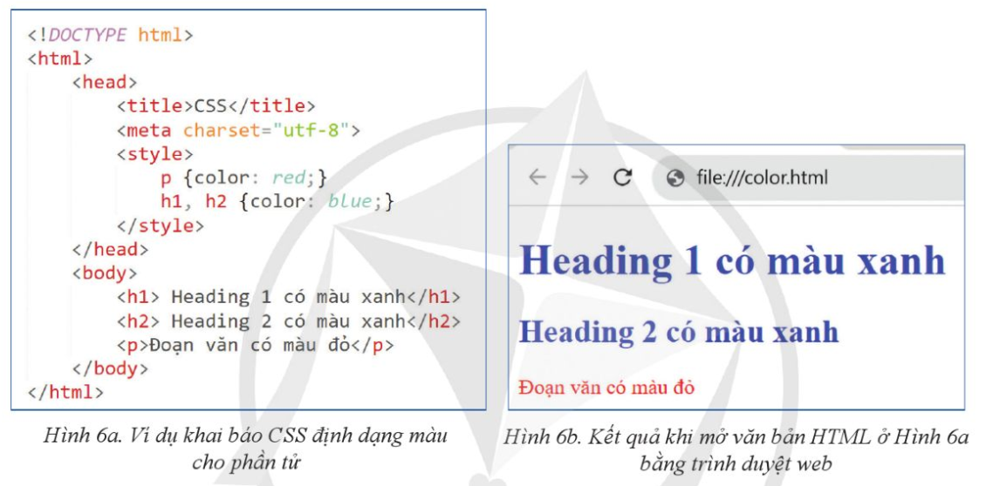 <!DOCTYPE html>
<html>
<head>
<title>CSS</title>
<meta charset="utf-8">
<style>
p {color: red;}
h1, h2 {color: blue;}
</style>
</head>
<body>
<h1> Heading 1 có màu xanh</h1>
<h2> Heading 2 có màu xanh</h2>
<p>Đoạn văn có màu đỏ</p>
</body>
</html>
Hình 6a. Ví dụ khai báo CSS định dạng màu
cho phần tử
file:///color.html
Heading 1 có màu xanh
Heading 2 có màu xanh
Đoạn văn có màu đỏ
Hình 6b. Kết quả khi mở văn bản HTML ở Hình 6a
bằng trình duyệt web